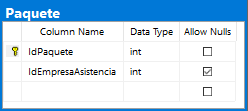 Paquete
Column Name Data Type Allow Nulls
IdPaquete int
IdEmpresaAsistencia int